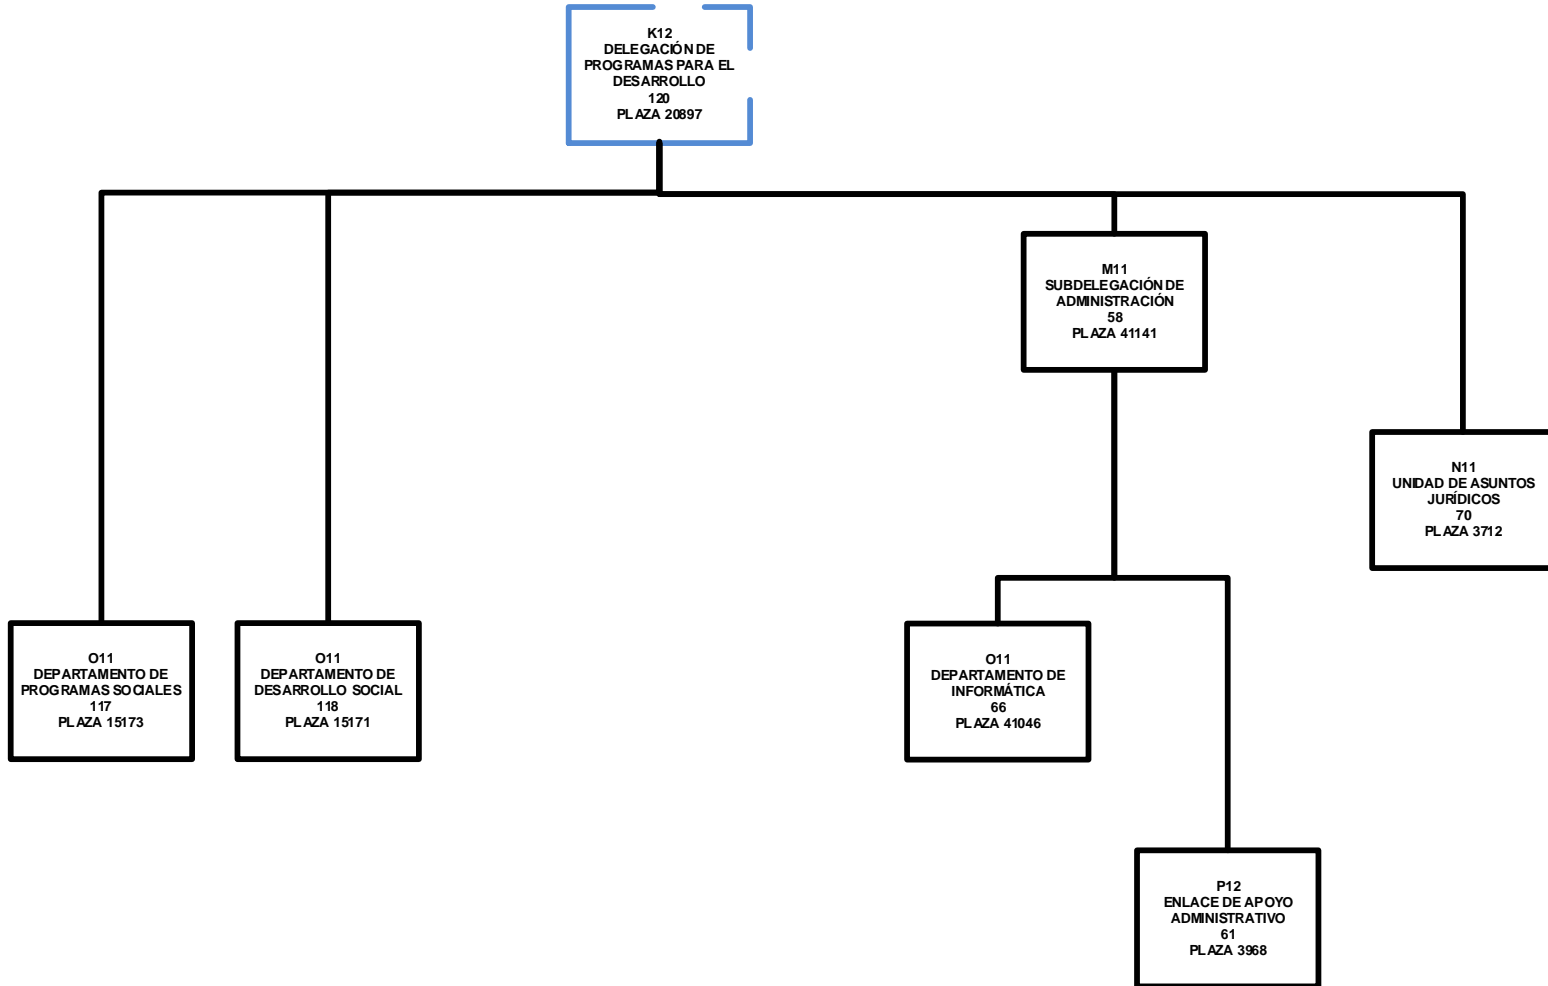 K12
DELEGACIÓN DE
PROGRAMAS PARA EL
DESARROLLO
120
PLAZA 20897
M11
SUBDELEGACIÓN DE
ADMINISTRACIÓN
58
PLAZA 41141
N11
UNIDAD DE ASUNTOS
JURÍDICOS
70
PLAZA 3712
O11
DEPARTAMENTO DE
PROGRAMAS SOCIALES
117
PLAZA 15173
O11
DEPARTAMENTO DE
DESARROLLO SOCIAL
118
PLAZA 15171
O11
DEPARTAMENTO DE
INFORMÁTICA
66
PLAZA 41046
P12
ENLACE DE APOYO
ADMINISTRATIVO
61
PLAZA 3968